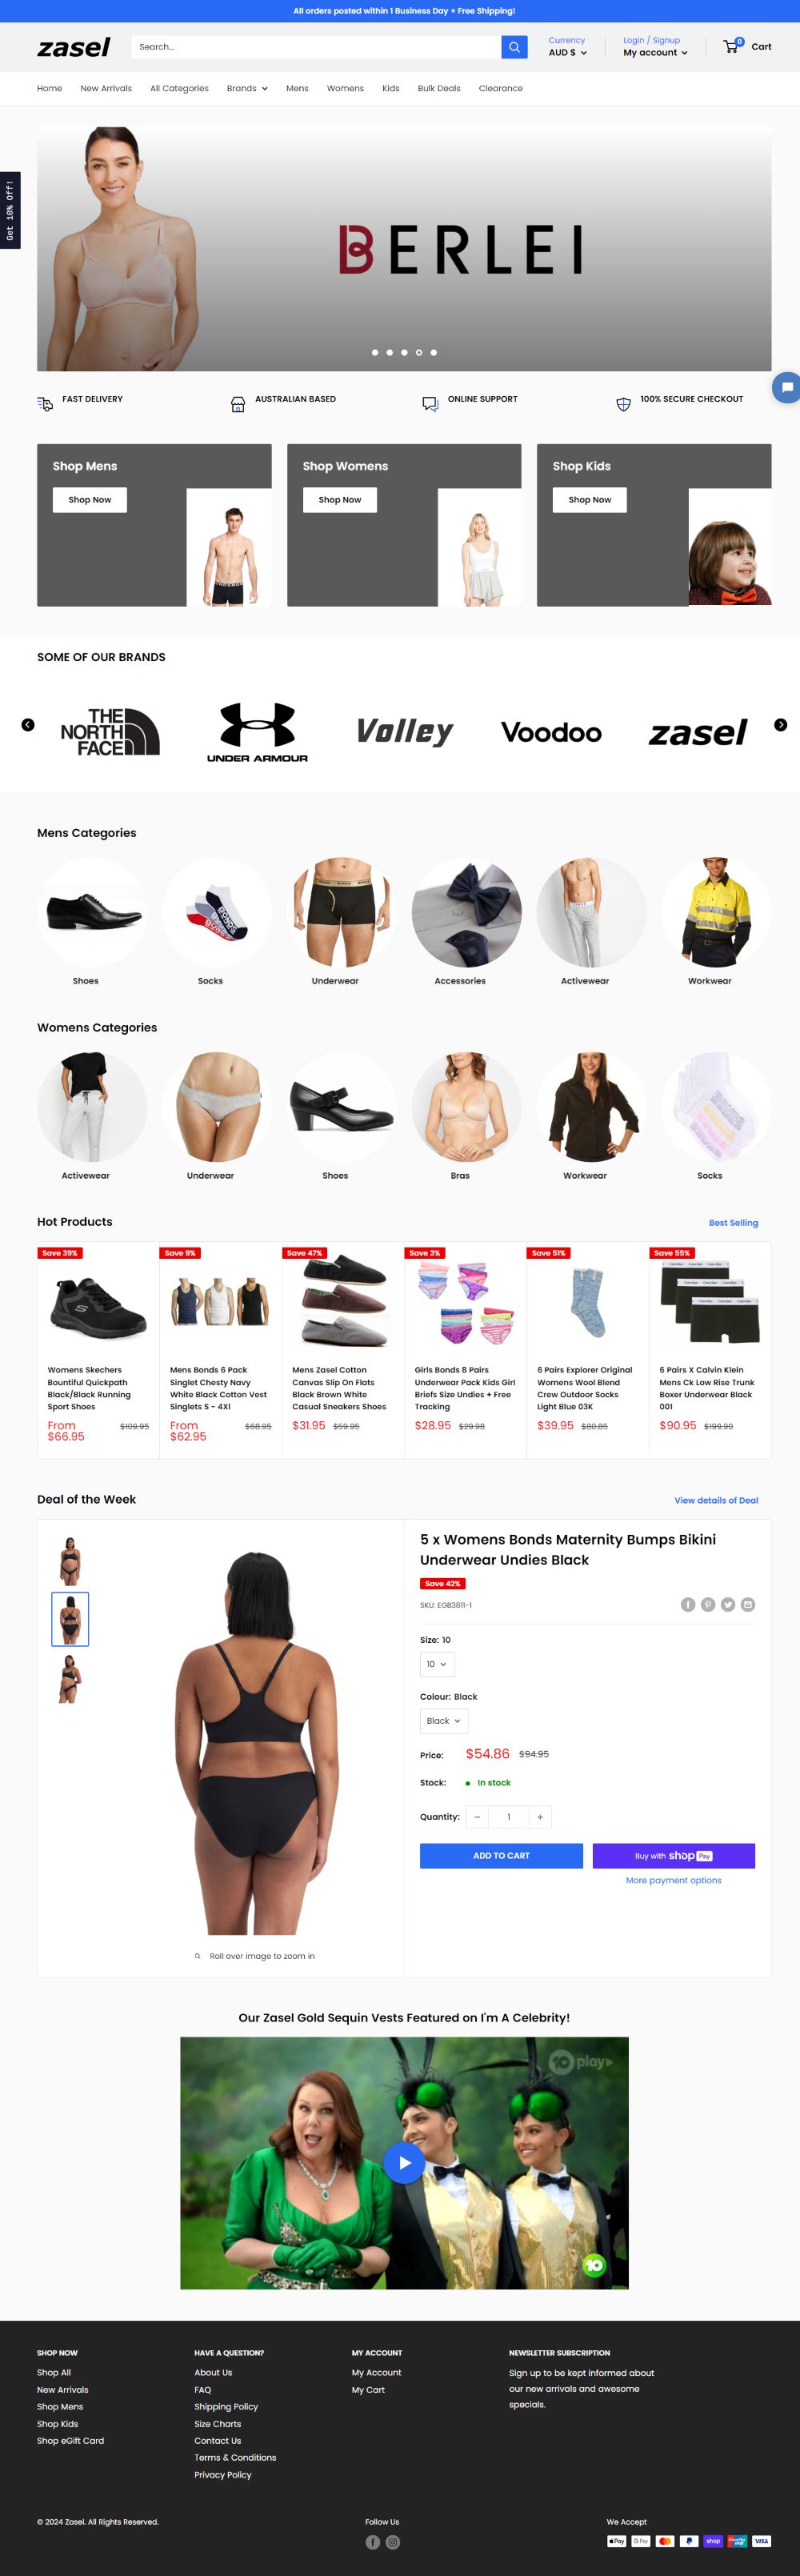 All orders posted within 1 Business Day + Free Shipping!
zasel
Search...
Currency
AUD $
Login / Signup
My account
0
Cart
Home
New Arrivals
All Categories
Brands
Mens
Womens
Kids
Bulk Deals
Clearance
Get 10% Off!
BERLEI
FAST DELIVERY
AUSTRALIAN BASED
ONLINE SUPPORT
100% SECURE CHECKOUT
Shop Mens
Shop Now
Shop Womens
Shop Now
Shop Kids
Shop Now
SOME OF OUR BRANDS
THE
NORTH
FACE
UNDER ARMOUR
Volley
Voodoo
zasel
Mens Categories
Shoes
Socks
Underwear
Accessories
Activewear
Workwear
Womens Categories
Activewear
Underwear
Shoes
Bras
Workwear
Socks
Hot Products
Best Selling
Save 39%
Womens Skechers
Bountiful Quickpath
Black/Black Running
Sport Shoes
From
$66.95
$109.95
Save 9%
Mens Bonds 6 Pack
Singlet Chesty Navy
White Black Cotton Vest
Singlets S - 4Xl
From
$62.95
$68.95
Save 47%
Mens Zasel Cotton
Canvas Slip On Flats
Black Brown White
Casual Sneakers Shoes
$31.95
$59.95
Save 3%
Girls Bonds 8 Pairs
Underwear Pack Kids Girl
Briefs Size Undies + Free
Tracking
$28.95
$29.98
Save 51%
6 Pairs Explorer Original
Womens Wool Blend
Crew Outdoor Socks
Light Blue 03K
$39.95
$80.85
Save 55%
6 Pairs X Calvin Klein
Mens Ck Low Rise Trunk
Boxer Underwear Black
001
$90.95
$199.90
Deal of the Week
View details of Deal
5 x Womens Bonds Maternity Bumps Bikini
Underwear Undies Black
Save 42%
SKU: EGB3811-1
Size: 10
10
Colour: Black
Black
Price:
$54.86
$94.95
Stock:
In stock
Quantity:
1
ADD TO CART
Buy with shop Pay
More payment options
Roll over image to zoom in
Our Zasel Gold Sequin Vests Featured on I'm A Celebrity!
10 play
10
SHOP NOW
Shop All
New Arrivals
Shop Mens
Shop Kids
Shop eGift Card
HAVE A QUESTION?
About Us
FAQ
Shipping Policy
Size Charts
Contact Us
Terms & Conditions
Privacy Policy
MY ACCOUNT
My Account
My Cart
NEWSLETTER SUBSCRIPTION
Sign up to be kept informed about
our new arrivals and awesome
specials.
© 2024 Zasel. All Rights Reserved.
Follow Us
We Accept
Pay
G Pay
shop
VISA